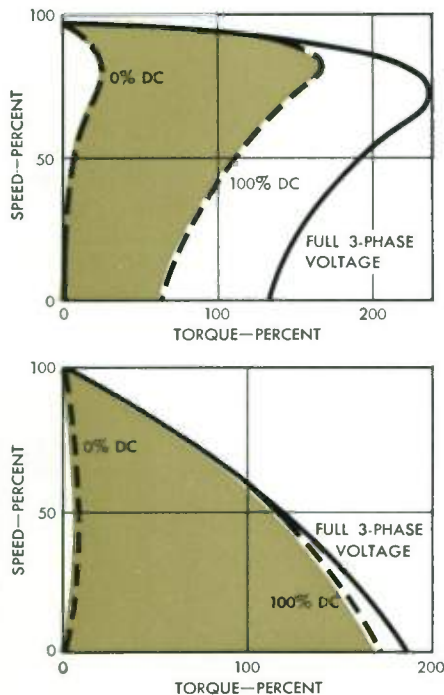 100
0% DC
SPEED—PERCENT
50
100% DC
FULL 3-PHASE
VOLTAGE
0
0
100
200
TORQUE—PERCENT
100
0% DC
SPEED—PERCENT
50
FULL 3-PHASE
VOLTAGE
100% DC
0
0
100
200
TORQUE—PERCENT